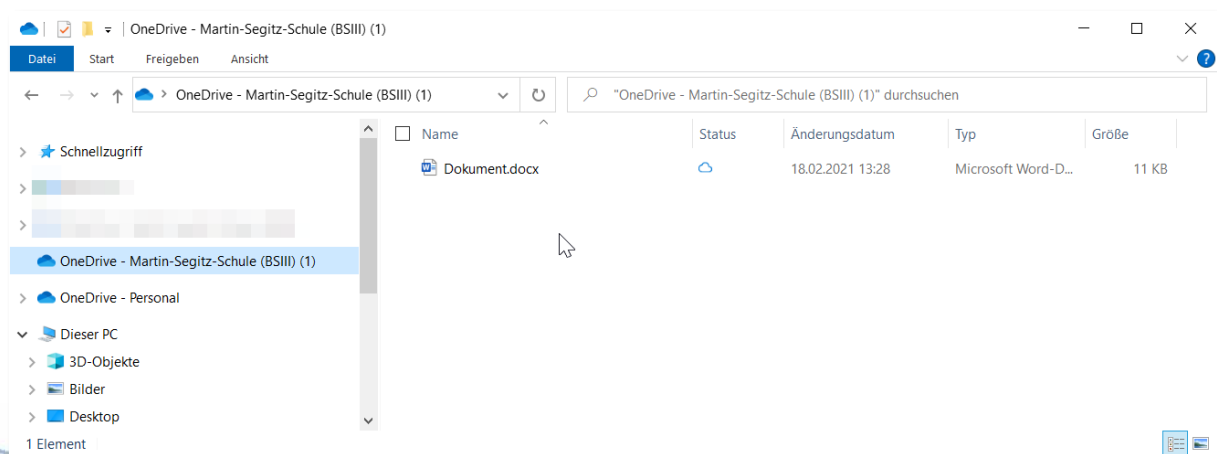 OneDrive - Martin-Segitz-Schule (BSIII) (1)
Datei Start Freigeben Ansicht
OneDrive - Martin-Segitz-Schule (BSIII) (1) "OneDrive - Martin-Segitz-Schule (BSIII) (1)" durchsuchen
Name Status Änderungsdatum Typ Größe
Schnellzugriff
Dokument.docx 18.02.2021 13:28 Microsoft Word-D... 11 KB
OneDrive - Martin-Segitz-Schule (BSIII) (1)
OneDrive - Personal
Dieser PC
3D-Objekte
Bilder
Desktop
1 Element